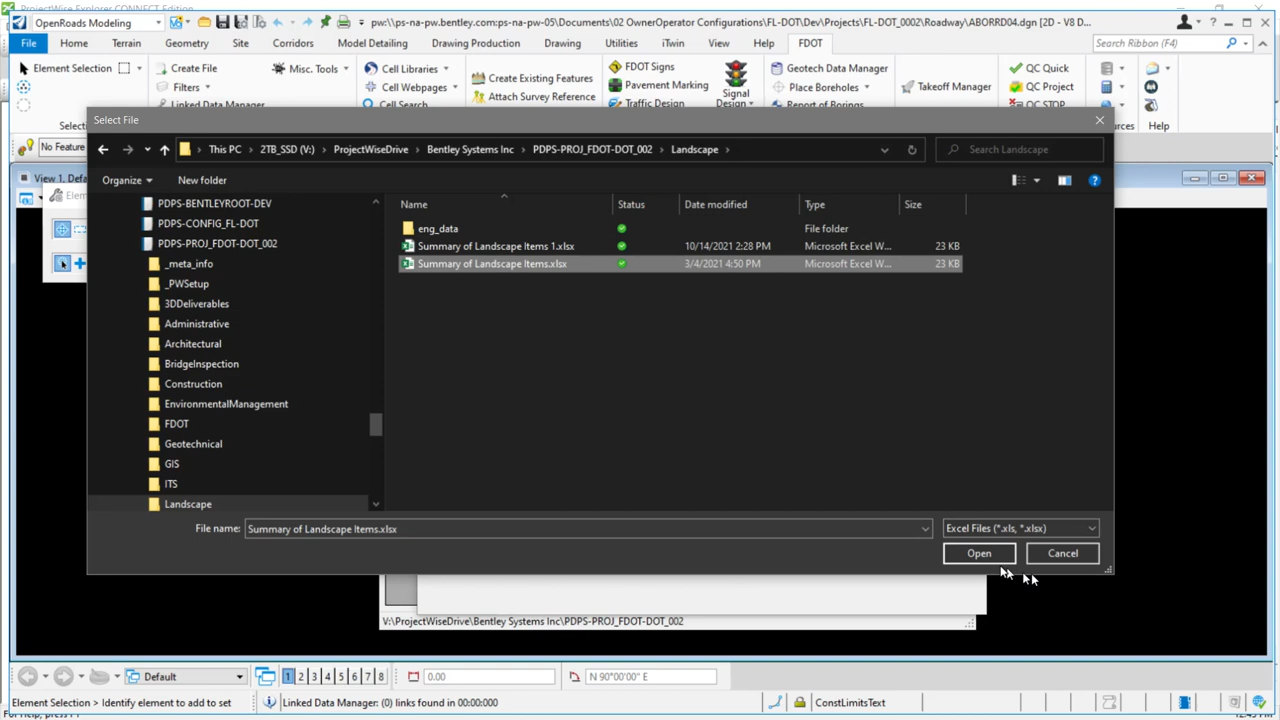 ProjectWise Explorer CONNECT Edition
OpenRoads Modeling
pwc:\\ps-na-pw.bentley.com:ps-na-pw-05\Documents\02 OwnerOperator Configurations\FL-DOT\Dev\Projects\FL-DOT_0002\Roadway\ABORRD04.dgn [2D - V8 D...
File Home Terrain Geometry Site Corridors Model Detailing Drawing Production Drawing Utilities iTwin View Help FDOT Search Ribbon (F4)
Element Selection Create File Misc. Tools Cell Libraries Create Existing Features FDOT Signs Geotech Data Manager QC Quick
Filters Cell Webpages Attach Survey Reference Pavement Marking Signal Place Boreholes Takeoff Manager QC Project
Linked Data Manager Cell Search Traffic Design Design Report of Borings QC STOP
Help
No Feature
Select File
This PC 2TB_SSD (V:) ProjectWiseDrive Bentley Systems Inc PDPS-PROJ_FDOT-DOT_002 Landscape Search Landscape
View 1, Defa
Organize New folder
PDPS-BENTLEYROOT-DEV
PDPS-CONFIG_FL-DOT
PDPS-PROJ_FDOT-DOT_002
_meta_info
_PWSetup
3DDeliverables
Administrative
Architectural
BridgeInspection
Construction
EnvironmentalManagement
FDOT
Geotechnical
GIS
ITS
Landscape
Name Status Date modified Type Size
eng_data File folder
Summary of Landscape Items 1.xlsx 10/14/2021 2:28 PM Microsoft Excel W... 23 KB
Summary of Landscape Items.xlsx 3/4/2021 4:50 PM Microsoft Excel W... 23 KB
File name: Summary of Landscape Items.xlsx Excel Files (*.xls, *.xlsx)
Open Cancel
V:\ProjectWiseDrive\Bentley Systems Inc\PDPS-PROJ_FDOT-DOT_002
Default 1 2 3 4 5 6 7 8 0.00 N 90°00'00" E
Element Selection > Identify element to add to set Linked Data Manager: (0) links found in 00:00:000 ConstLimitsText